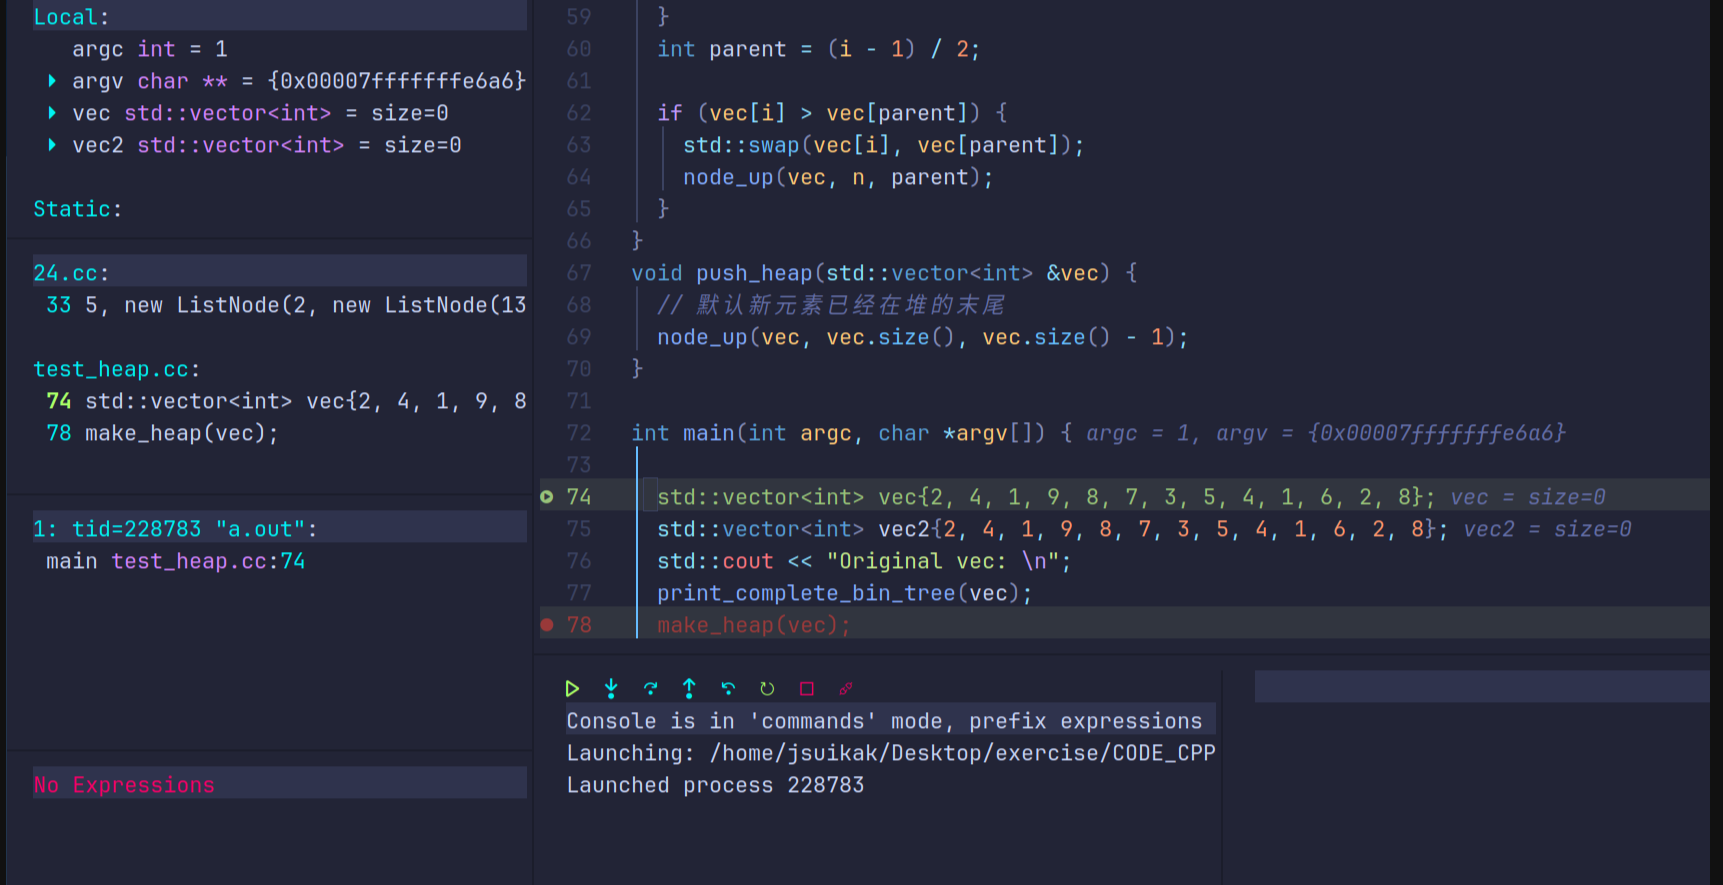 Local:
argc int = 1
argv char ** = {0x00007fffffffe6a6}
vec std::vector<int> = size=0
vec2 std::vector<int> = size=0
Static:
24.cc:
33 5, new ListNode(2, new ListNode(13
test_heap.cc:
74 std::vector<int> vec{2, 4, 1, 9, 8
78 make_heap(vec);
1: tid=228783 "a.out":
main test_heap.cc:74
No Expressions
59 }
60 int parent = (i - 1) / 2;
61
62 if (vec[i] > vec[parent]) {
63 std::swap(vec[i], vec[parent]);
64 node_up(vec, n, parent);
65 }
66 }
67 void push_heap(std::vector<int> &vec) {
68 // 默认新元素已经在堆的末尾
69 node_up(vec, vec.size(), vec.size() - 1);
70 }
71
72 int main(int argc, char *argv[]) { argc = 1, argv = {0x00007fffffffe6a6}
73
74 std::vector<int> vec{2, 4, 1, 9, 8, 7, 3, 5, 4, 1, 6, 2, 8}; vec = size=0
75 std::vector<int> vec2{2, 4, 1, 9, 8, 7, 3, 5, 4, 1, 6, 2, 8}; vec2 = size=0
76 std::cout << "Original vec: \n";
77 print_complete_bin_tree(vec);
78 make_heap(vec);
Console is in 'commands' mode, prefix expressions
Launching: /home/jsuikak/Desktop/exercise/CODE_CPP
Launched process 228783